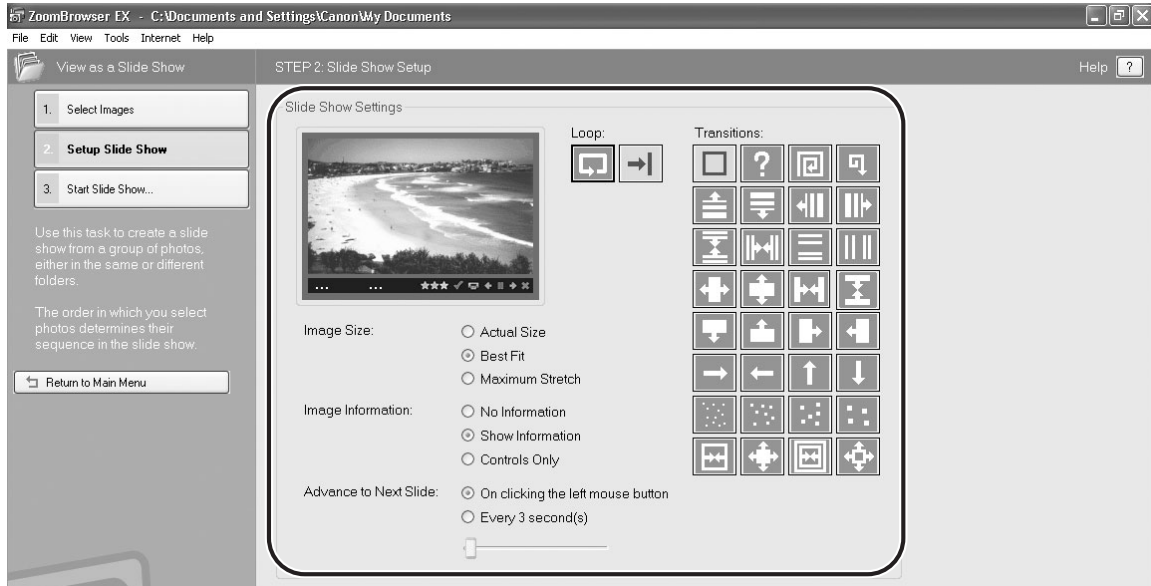 ZoomBrowser EX - C:\Documents and Settings\Canon\My Documents
File Edit View Tools Internet Help
View as a Slide Show
STEP 2: Slide Show Setup
Help ?
1. Select Images
2. Setup Slide Show
3. Start Slide Show...
Use this task to create a slide
show from a group of photos,
either in the same or different
folders.
The order in which you select
photos determines their
sequence in the slide show.
Return to Main Menu
Slide Show Settings
Loop:
Transitions:
?
... ...
Image Size:
Actual Size
Best Fit
Maximum Stretch
Image Information:
No Information
Show Information
Controls Only
Advance to Next Slide:
On clicking the left mouse button
Every 3 second(s)